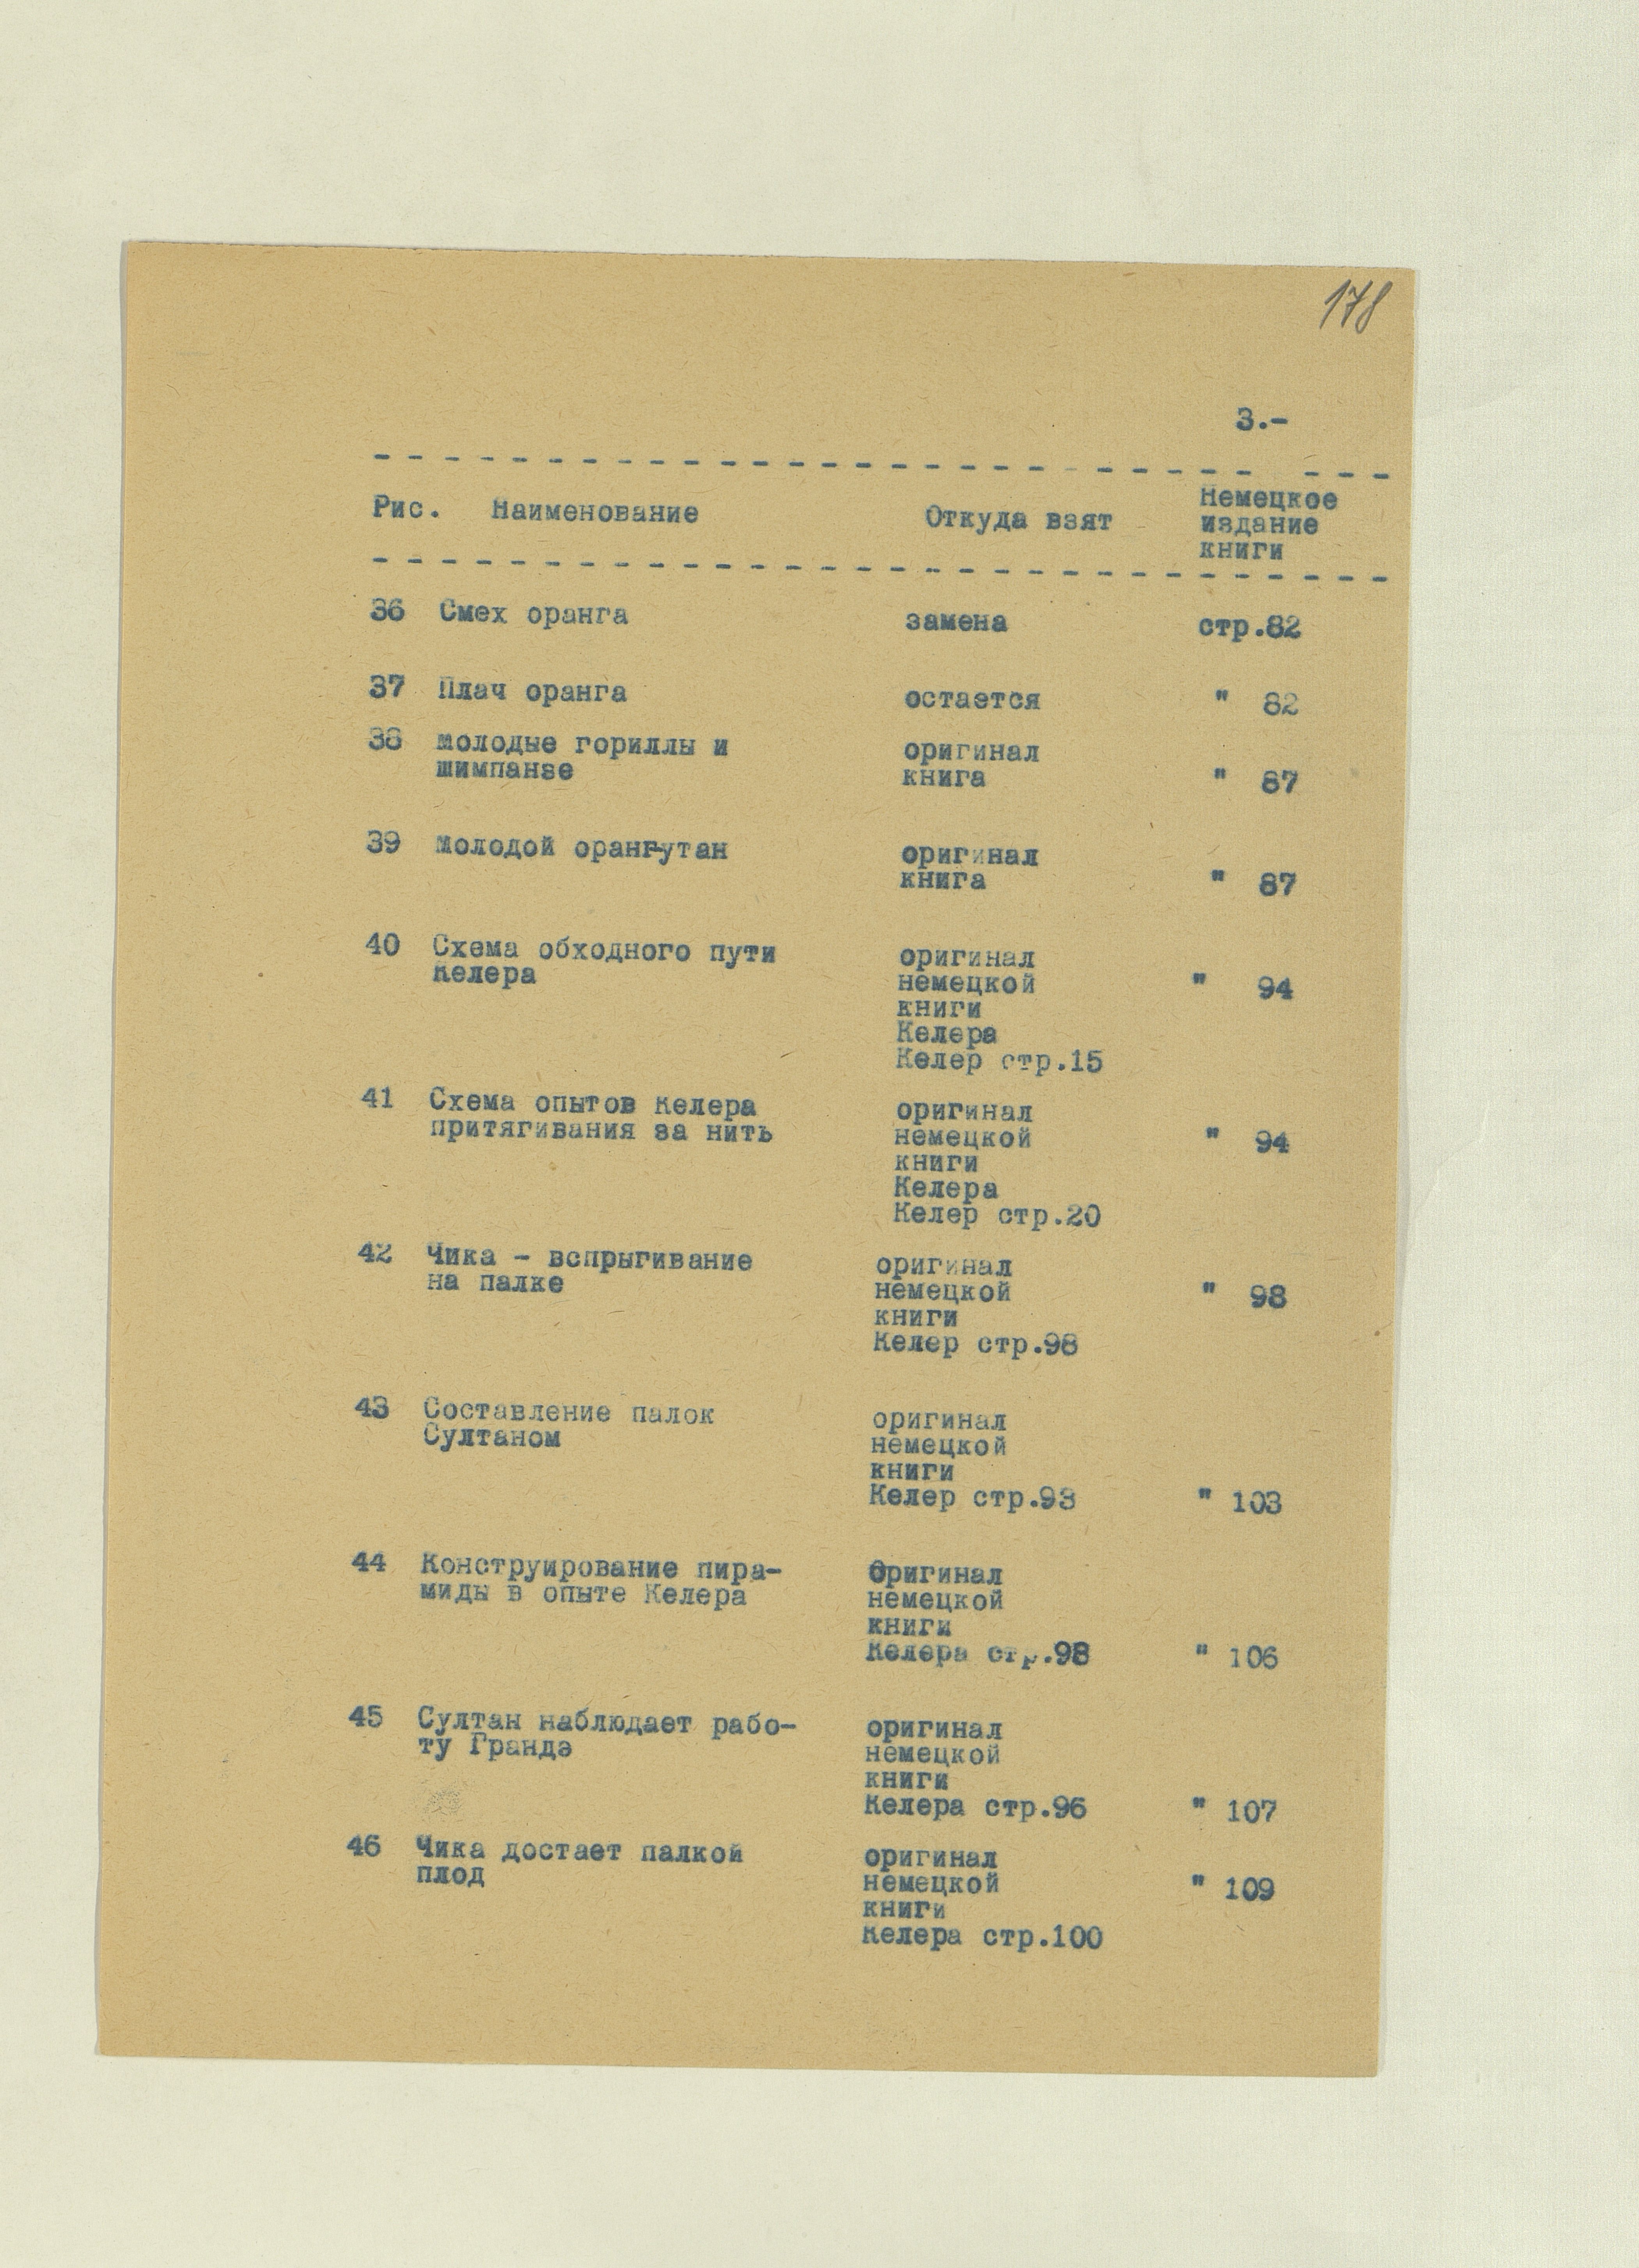 178
3.-
Рис. Наименование Откуда взят Немецкое
издание
книги
36 Смех оранга замена стр.82
37 Плач оранга остается " 82
38 молодые гориллы и оригинал
шимпанзе книга " 87
39 молодой орангутан оригинал
книга " 87
40 Схема обходного пути оригинал
Келера немецкой " 94
книги
Келера
Келер стр.15
41 Схема опытов Келера оригинал
притягивания за нить немецкой " 94
книги
Келера
Келер стр.20
42 Чика - вспрыгивание оригинал
на палке немецкой " 98
книги
Келер стр.98
43 Составление палок оригинал
Султаном немецкой
книги
Келер стр.93 " 103
44 Конструирование пира- Оригинал
миды в опыте Келера немецкой
книги
Келера стр.98 " 106
45 Султан наблюдает рабо- оригинал
ту Грандэ немецкой
книги
Келера стр.96 " 107
46 Чика достает палкой оригинал
плод немецкой " 109
книги
Келера стр.100